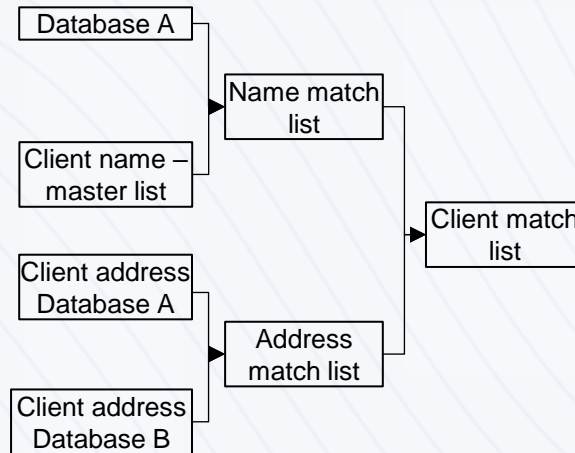 Database A
Name match
list
Client name –
master list
Client match
list
Client address
Database A
Address
match list
Client address
Database B